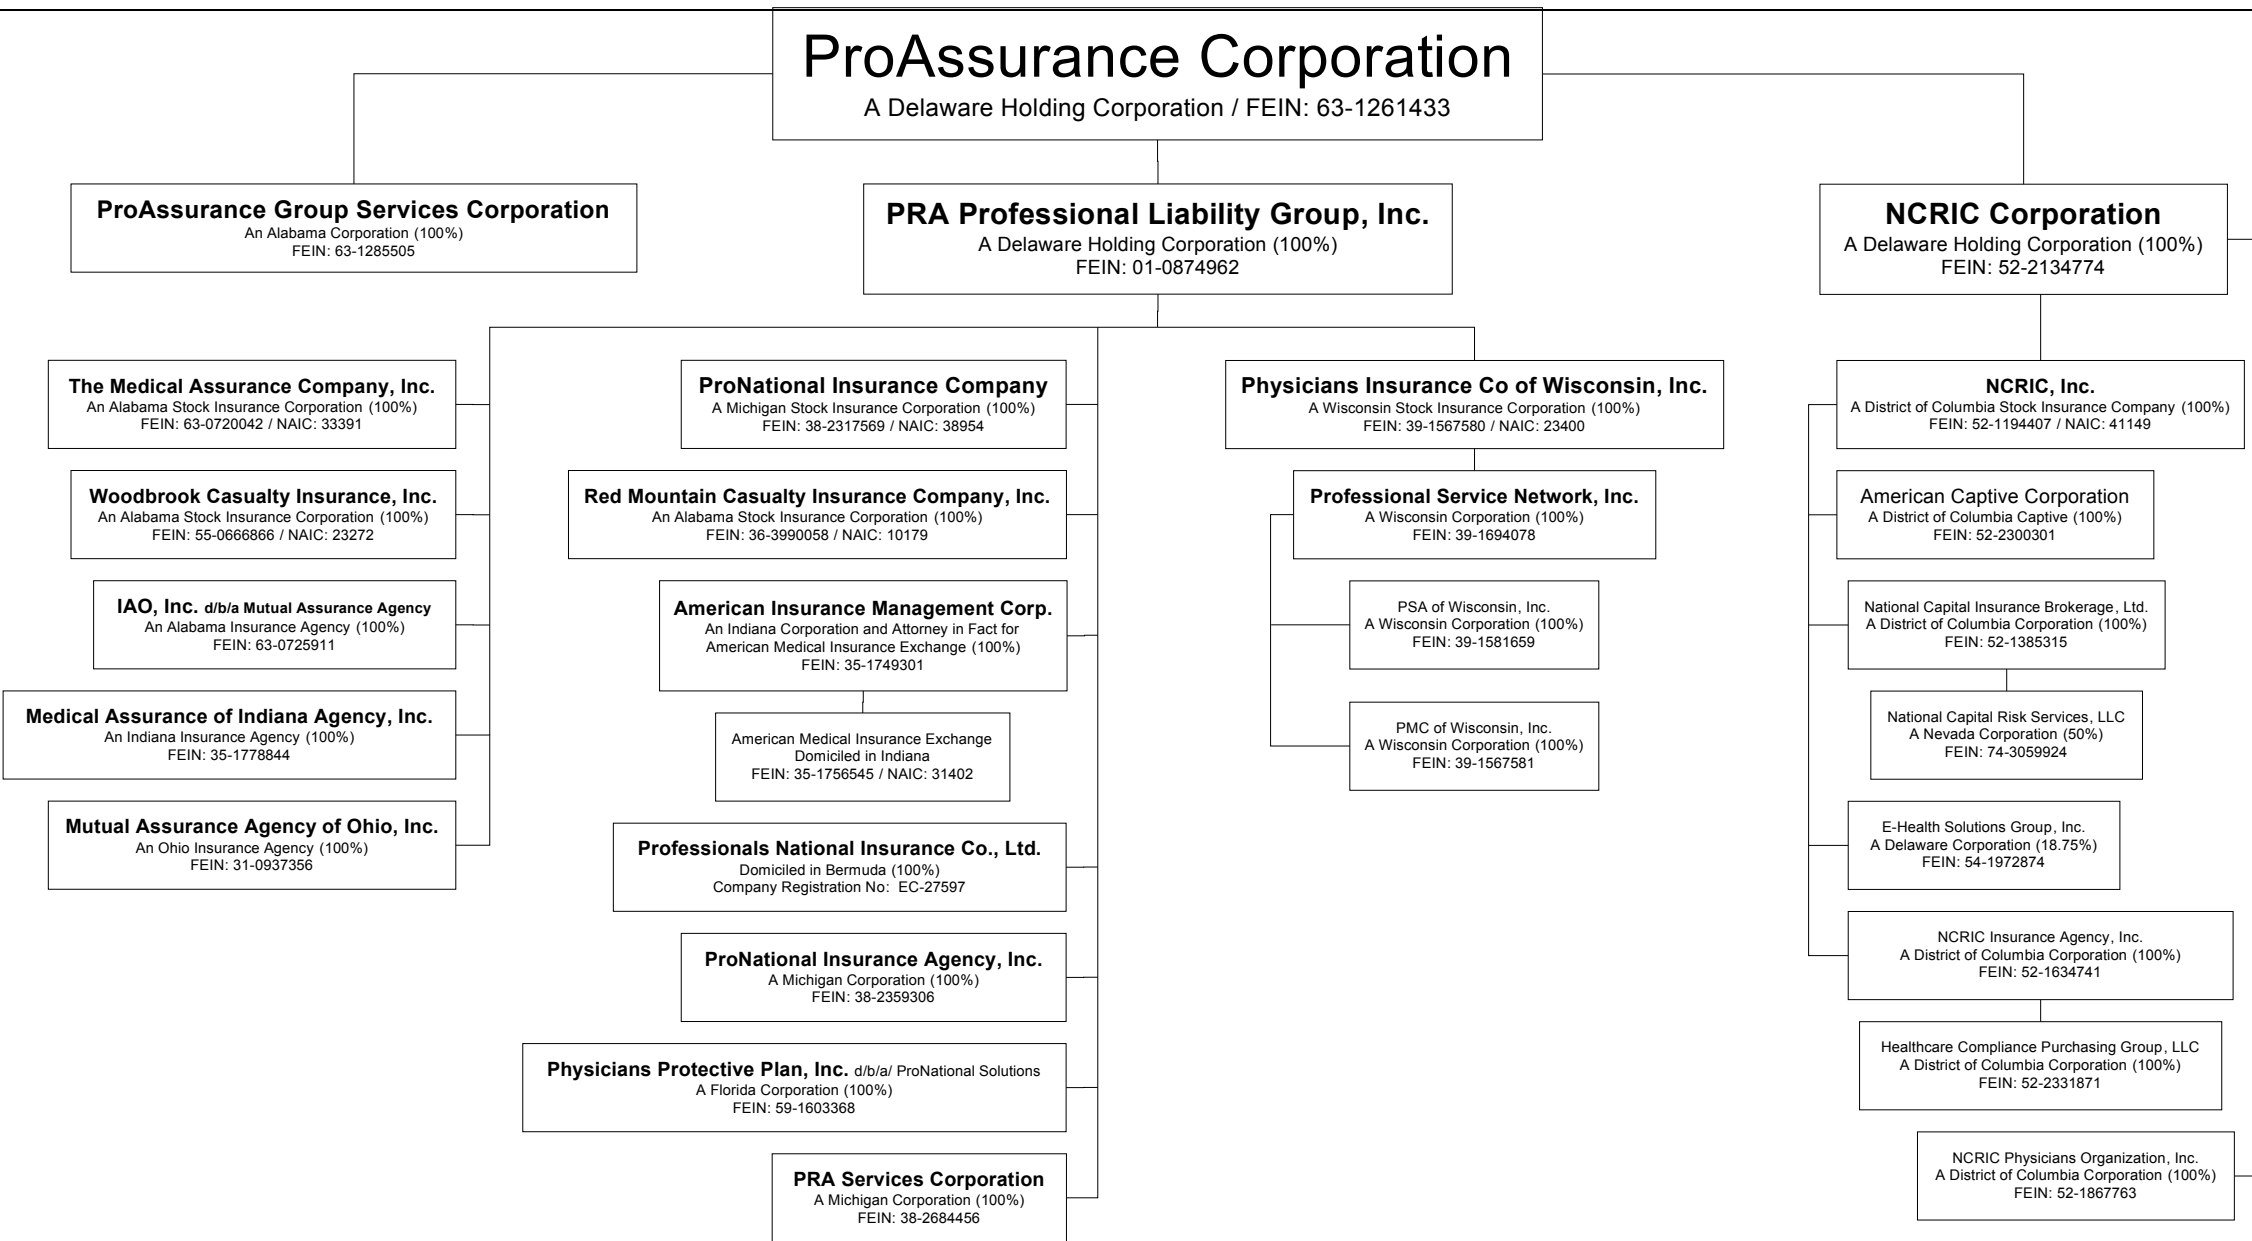 ProAssurance Corporation
A Delaware Holding Corporation / FEIN: 63-1261433
ProAssurance Group Services Corporation
An Alabama Corporation (100%)
FEIN: 63-1285505
PRA Professional Liability Group, Inc.
A Delaware Holding Corporation (100%)
FEIN: 01-0874962
NCRIC Corporation
A Delaware Holding Corporation (100%)
FEIN: 52-2134774
The Medical Assurance Company, Inc.
An Alabama Stock Insurance Corporation (100%)
FEIN: 63-0720042 / NAIC: 33391
Woodbrook Casualty Insurance, Inc.
An Alabama Stock Insurance Corporation (100%)
FEIN: 55-0666866 / NAIC: 23272
IAO, Inc. d/b/a Mutual Assurance Agency
An Alabama Insurance Agency (100%)
FEIN: 63-0725911
Medical Assurance of Indiana Agency, Inc.
An Indiana Insurance Agency (100%)
FEIN: 35-1778844
Mutual Assurance Agency of Ohio, Inc.
An Ohio Insurance Agency (100%)
FEIN: 31-0937356
ProNational Insurance Company
A Michigan Stock Insurance Corporation (100%)
FEIN: 38-2317569 / NAIC: 38954
Red Mountain Casualty Insurance Company, Inc.
An Alabama Stock Insurance Corporation (100%)
FEIN: 36-3990058 / NAIC: 10179
American Insurance Management Corp.
An Indiana Corporation and Attorney in Fact for
American Medical Insurance Exchange (100%)
FEIN: 35-1749301
American Medical Insurance Exchange
Domiciled in Indiana
FEIN: 35-1756545 / NAIC: 31402
Professionals National Insurance Co., Ltd.
Domiciled in Bermuda (100%)
Company Registration No: EC-27597
ProNational Insurance Agency, Inc.
A Michigan Corporation (100%)
FEIN: 38-2359306
Physicians Protective Plan, Inc. d/b/a/ ProNational Solutions
A Florida Corporation (100%)
FEIN: 59-1603368
PRA Services Corporation
A Michigan Corporation (100%)
FEIN: 38-2684456
Physicians Insurance Co of Wisconsin, Inc.
A Wisconsin Stock Insurance Corporation (100%)
FEIN: 39-1567580 / NAIC: 23400
Professional Service Network, Inc.
A Wisconsin Corporation (100%)
FEIN: 39-1694078
PSA of Wisconsin, Inc.
A Wisconsin Corporation (100%)
FEIN: 39-1581659
PMC of Wisconsin, Inc.
A Wisconsin Corporation (100%)
FEIN: 39-1567581
NCRIC, Inc.
A District of Columbia Stock Insurance Company (100%)
FEIN: 52-1194407 / NAIC: 41149
American Captive Corporation
A District of Columbia Captive (100%)
FEIN: 52-2300301
National Capital Insurance Brokerage, Ltd.
A District of Columbia Corporation (100%)
FEIN: 52-1385315
National Capital Risk Services, LLC
A Nevada Corporation (50%)
FEIN: 74-3059924
E-Health Solutions Group, Inc.
A Delaware Corporation (18.75%)
FEIN: 54-1972874
NCRIC Insurance Agency, Inc.
A District of Columbia Corporation (100%)
FEIN: 52-1634741
Healthcare Compliance Purchasing Group, LLC
A District of Columbia Corporation (100%)
FEIN: 52-2331871
NCRIC Physicians Organization, Inc.
A District of Columbia Corporation (100%)
FEIN: 52-1867763